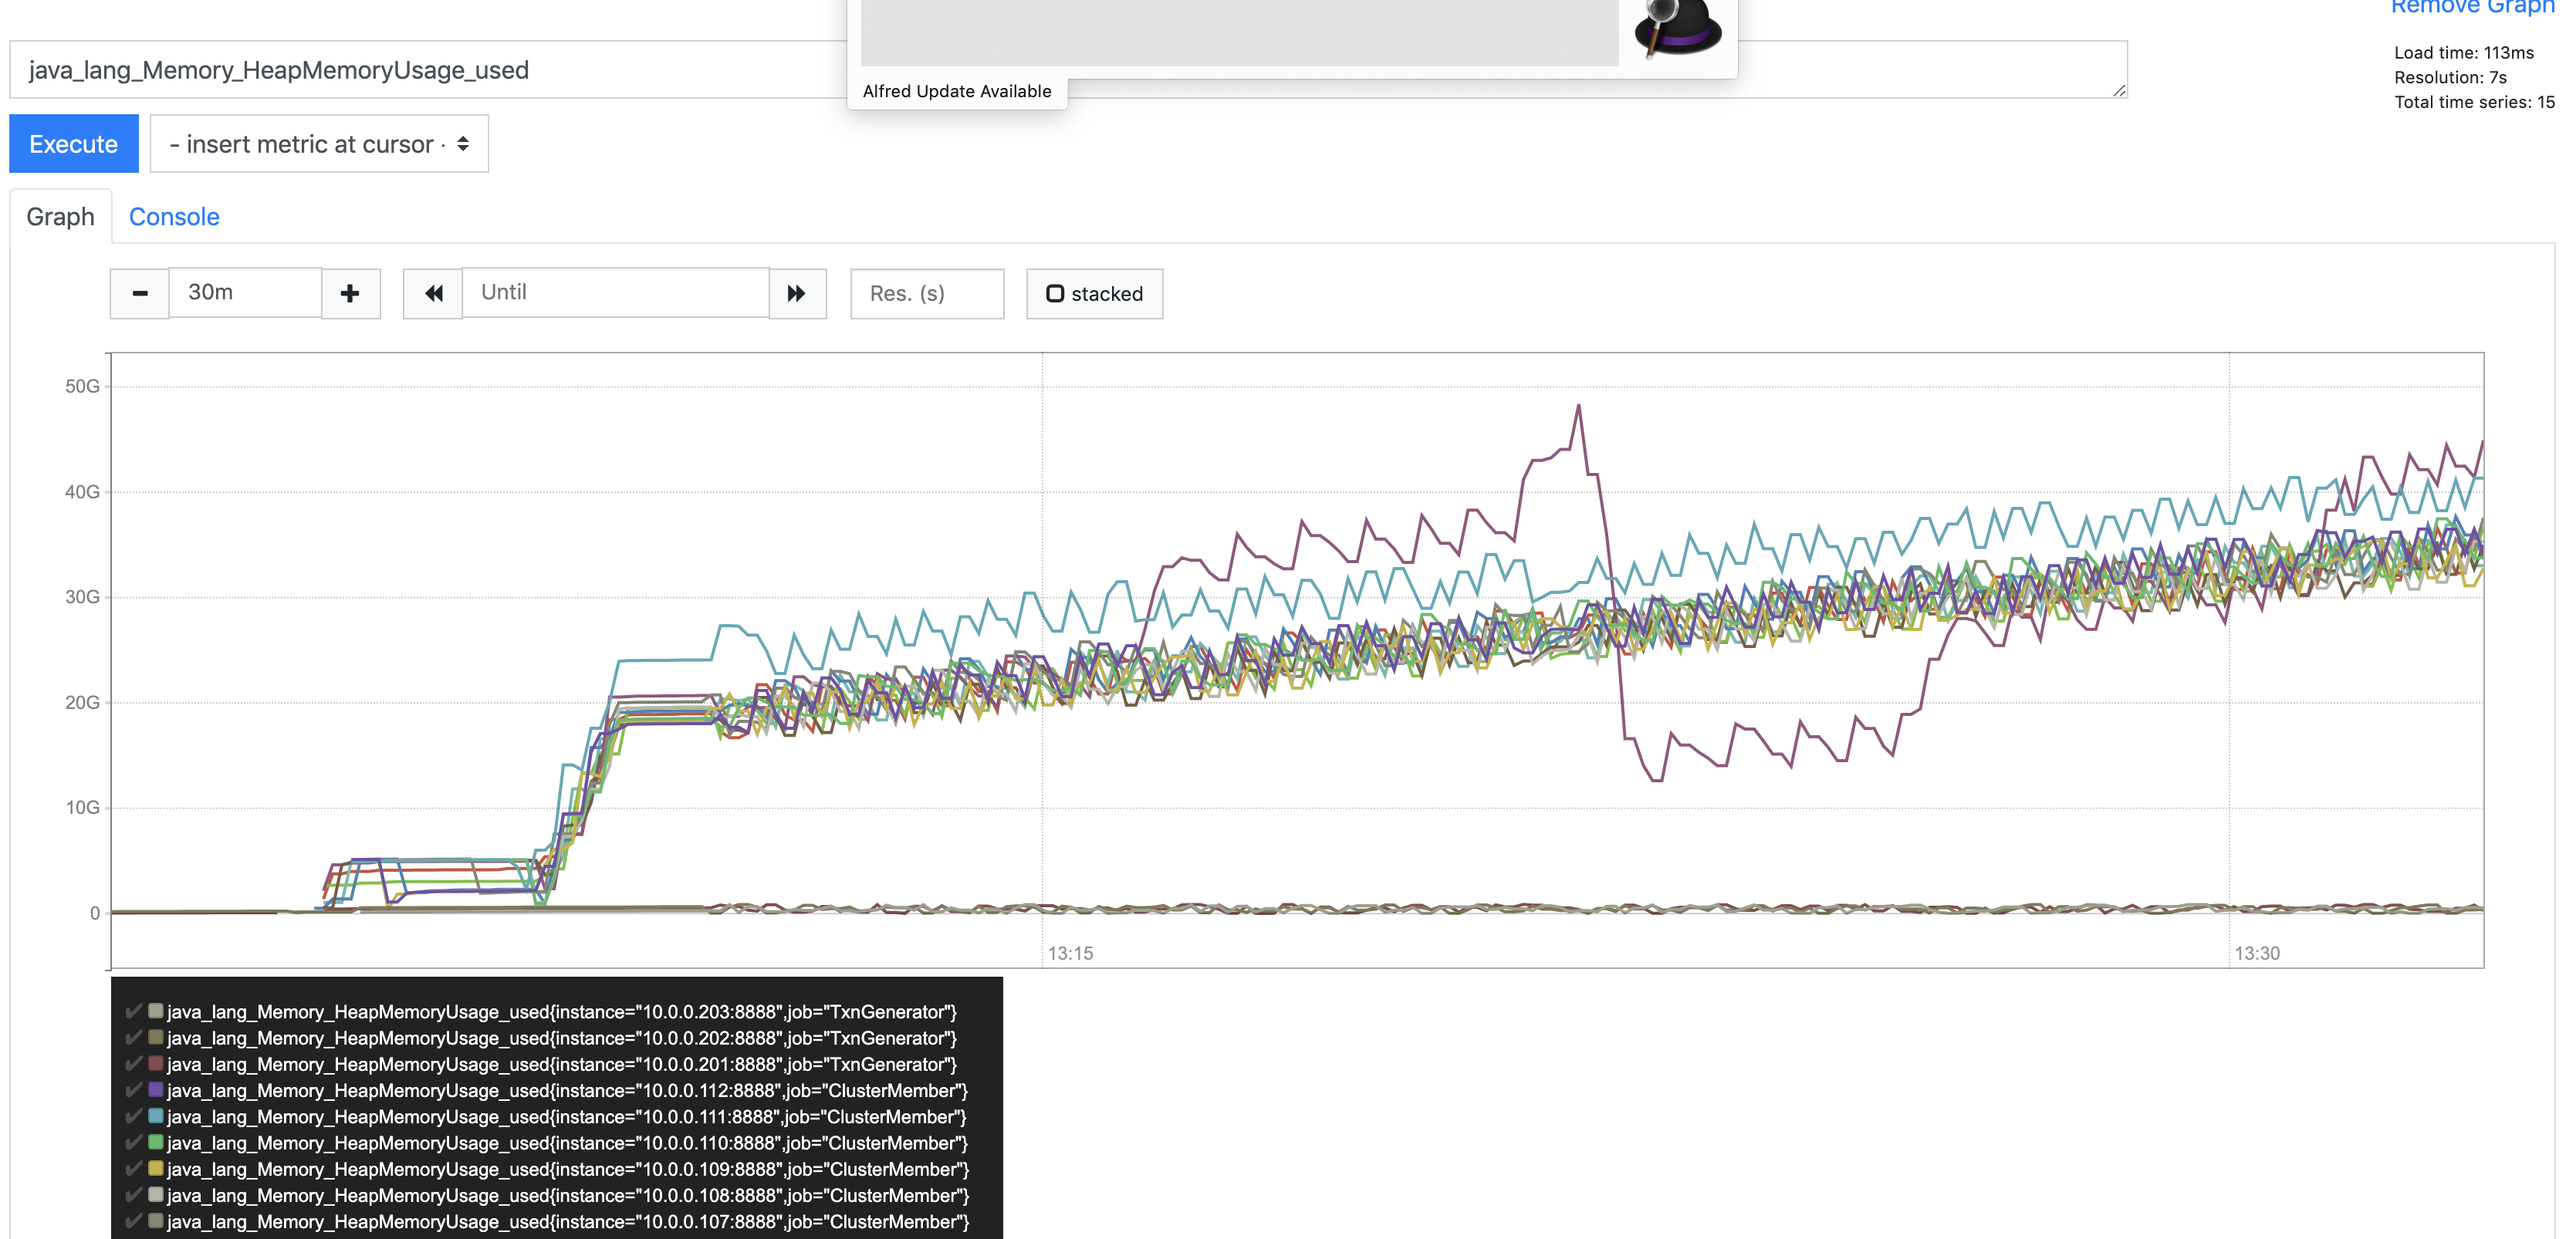 Remove Graph
java_lang_Memory_HeapMemoryUsage_used
Alfred Update Available
Load time: 113ms
Resolution: 7s
Total time series: 15
Execute
- insert metric at cursor -
Graph
Console
30m
Until
Res. (s)
stacked
50G
40G
30G
20G
10G
0
13:15
13:30
java_lang_Memory_HeapMemoryUsage_used{instance="10.0.0.203:8888",job="TxnGenerator"}
java_lang_Memory_HeapMemoryUsage_used{instance="10.0.0.202:8888",job="TxnGenerator"}
java_lang_Memory_HeapMemoryUsage_used{instance="10.0.0.201:8888",job="TxnGenerator"}
java_lang_Memory_HeapMemoryUsage_used{instance="10.0.0.112:8888",job="ClusterMember"}
java_lang_Memory_HeapMemoryUsage_used{instance="10.0.0.111:8888",job="ClusterMember"}
java_lang_Memory_HeapMemoryUsage_used{instance="10.0.0.110:8888",job="ClusterMember"}
java_lang_Memory_HeapMemoryUsage_used{instance="10.0.0.109:8888",job="ClusterMember"}
java_lang_Memory_HeapMemoryUsage_used{instance="10.0.0.108:8888",job="ClusterMember"}
java_lang_Memory_HeapMemoryUsage_used{instance="10.0.0.107:8888",job="ClusterMember"}